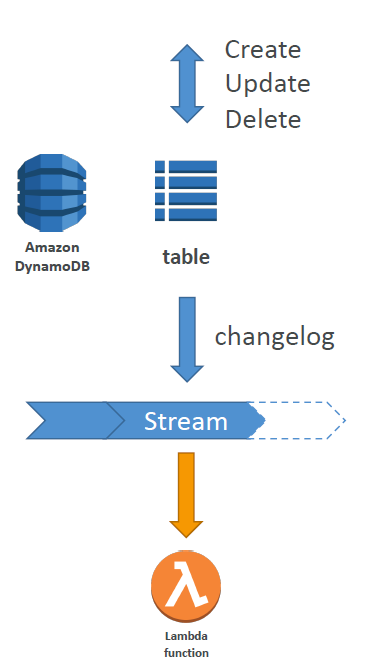 Create
Update
Delete
Amazon
DynamoDB
table
changelog
Stream
Lambda
function